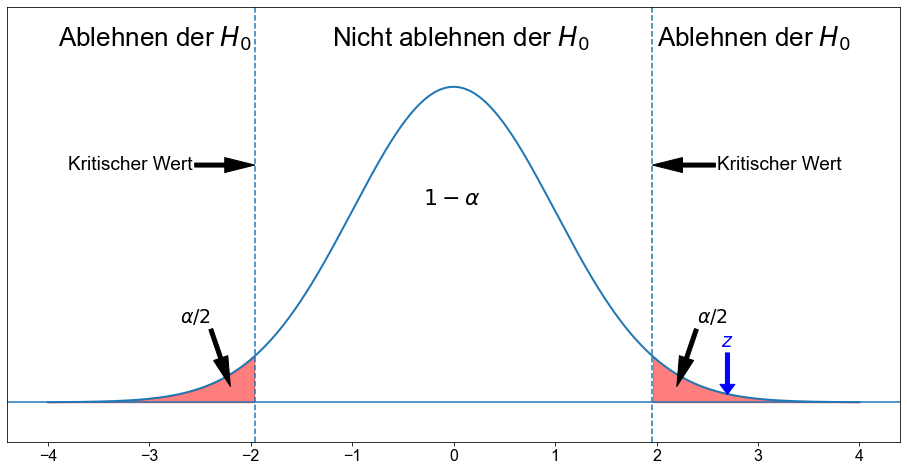 Ablehnen der H₀
Nicht ablehnen der H₀
Ablehnen der H₀
Kritischer Wert
Kritischer Wert
1 − α
α/2
α/2
z
−4 −3 −2 −1 0 1 2 3 4